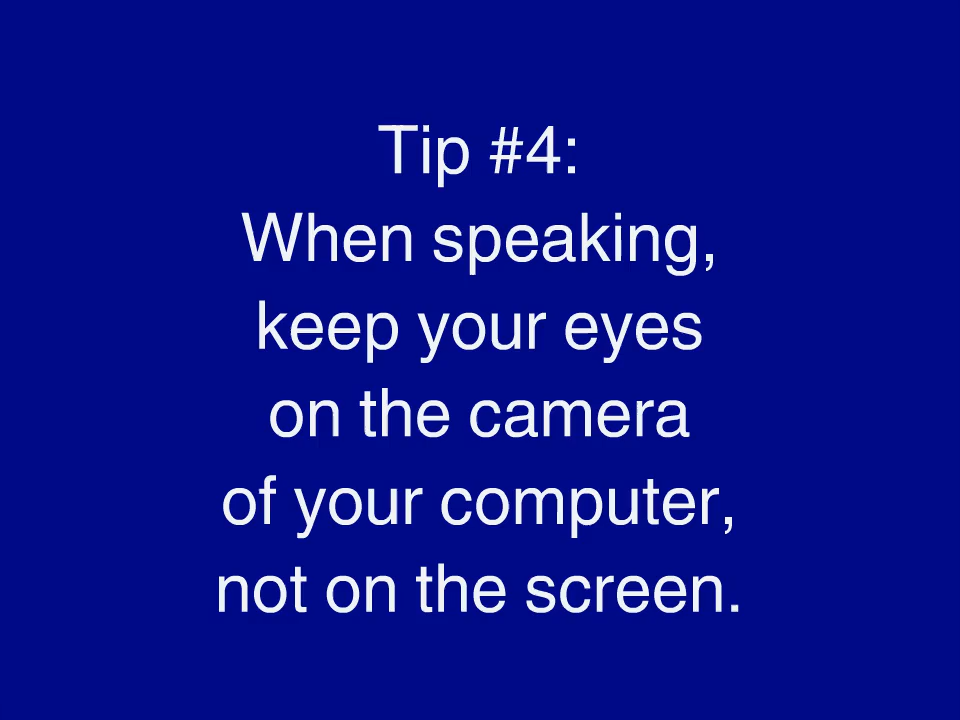 Tip #4:
When speaking,
keep your eyes
on the camera
of your computer,
not on the screen.